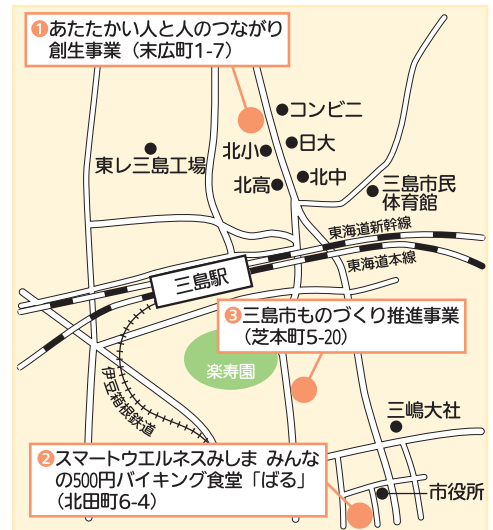 ❶あたたかい人と人のつながり
創生事業（末広町1-7）
コンビニ
日大
北小
東レ三島工場
北高
北中
三島市民
体育館
東海道新幹線
東海道本線
三島駅
❸三島市ものづくり推進事業
（芝本町5-20）
楽寿園
伊豆箱根鉄道
三嶋大社
❷スマートウエルネスみしま みんな
の500円バイキング食堂「ばる」
（北田町6-4）
市役所